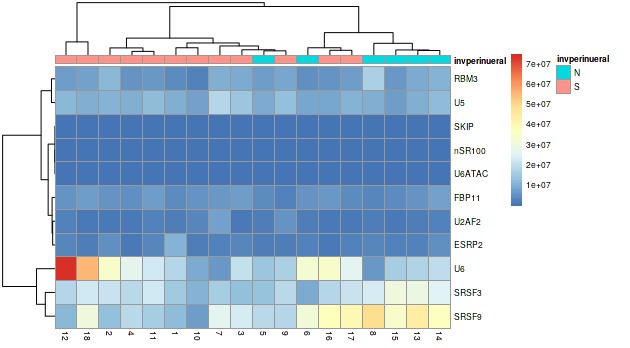 invperinueral
RBM3
U5
SKIP
nSR100
U6ATAC
FBP11
U2AF2
ESRP2
U6
SRSF3
SRSF9
12 18 2 4 11 1 10 7 3 5 9 6 16 17 8 15 13 14
7e+07
6e+07
5e+07
4e+07
3e+07
2e+07
1e+07
invperinueral
N
S